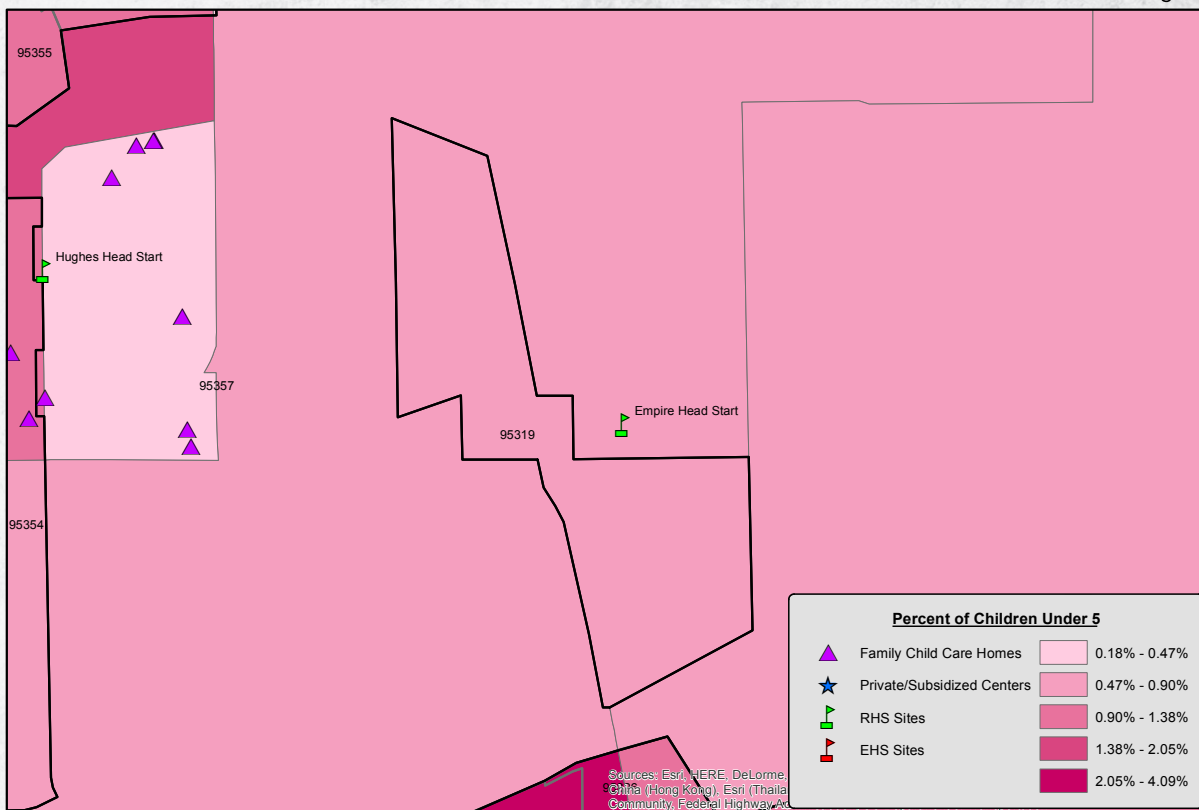 95355
Hughes Head Start
95357
Empire Head Start
95319
95354
Percent of Children Under 5
Family Child Care Homes
Private/Subsidized Centers
RHS Sites
EHS Sites
0.18% - 0.47%
0.47% - 0.90%
0.90% - 1.38%
1.38% - 2.05%
2.05% - 4.09%
Sources: Esri, HERE, DeLorme,
China (Hong Kong), Esri (Thaila
Community, Federal Highway Ad